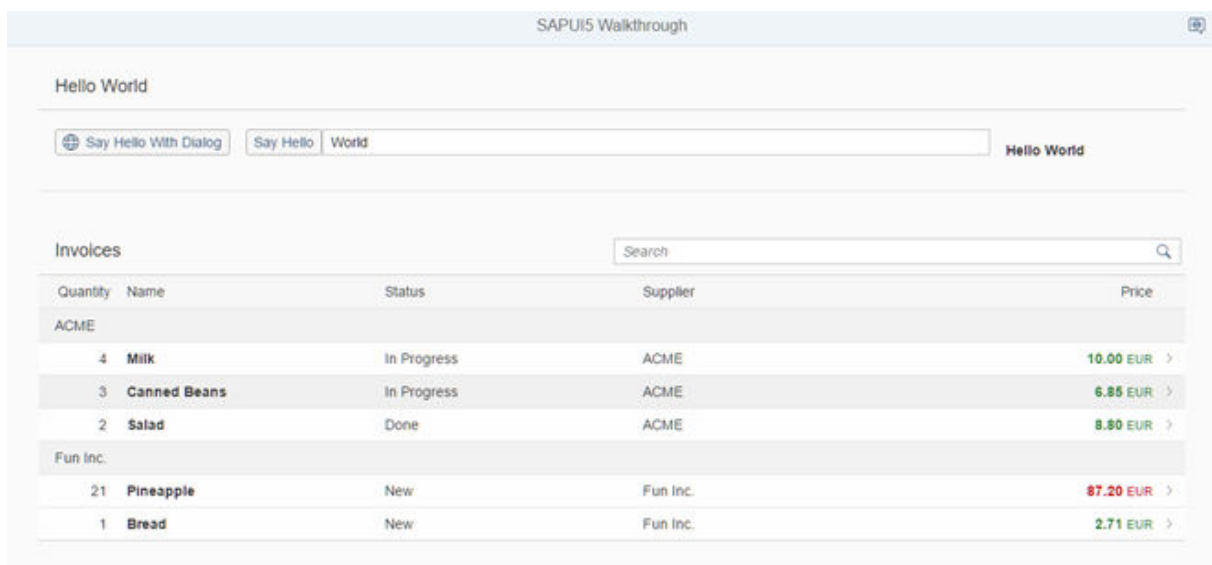 SAPUI5 Walkthrough
Hello World
Say Hello With Dialog Say Hello World Hello World
Invoices Search
Quantity Name Status Supplier Price
ACME
4 Milk In Progress ACME 10.00 EUR
3 Canned Beans In Progress ACME 6.85 EUR
2 Salad Done ACME 8.80 EUR
Fun Inc.
21 Pineapple New Fun Inc. 87.20 EUR
1 Bread New Fun Inc. 2.71 EUR